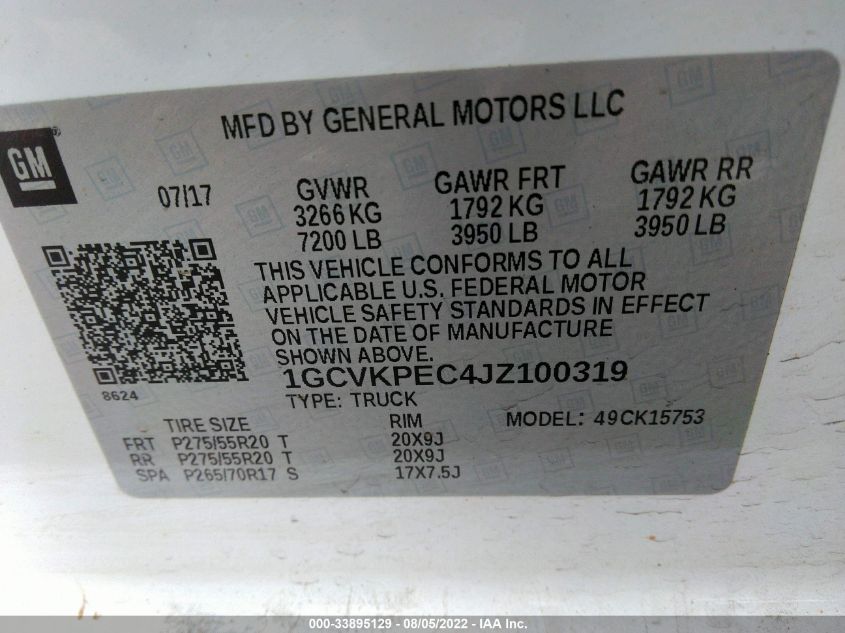 MFD BY GENERAL MOTORS LLC
GM
07/17
GVWR GAWR FRT GAWR RR
3266 KG 1792 KG 1792 KG
7200 LB 3950 LB 3950 LB
THIS VEHICLE CONFORMS TO ALL
APPLICABLE U.S. FEDERAL MOTOR
VEHICLE SAFETY STANDARDS IN EFFECT
ON THE DATE OF MANUFACTURE
SHOWN ABOVE.
1GCVKPEC4JZ100319
8624
TYPE: TRUCK
TIRE SIZE RIM MODEL: 49CK15753
FRT P275/55R20 T 20X9J
RR P275/55R20 T 20X9J
SPA P265/70R17 S 17X7.5J
000-33895129 - 08/05/2022 - IAA Inc.